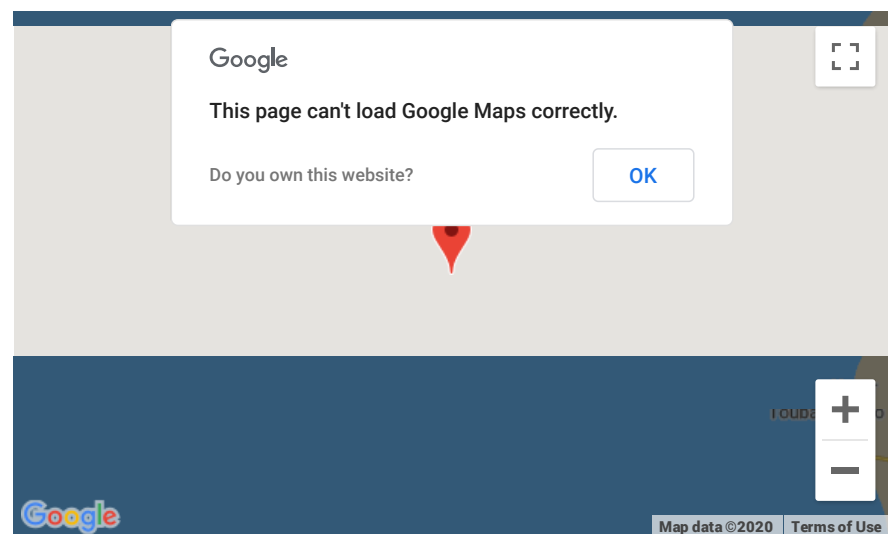 Google
This page can't load Google Maps correctly.
Do you own this website?
OK
Google
Map data ©2020
Terms of Use